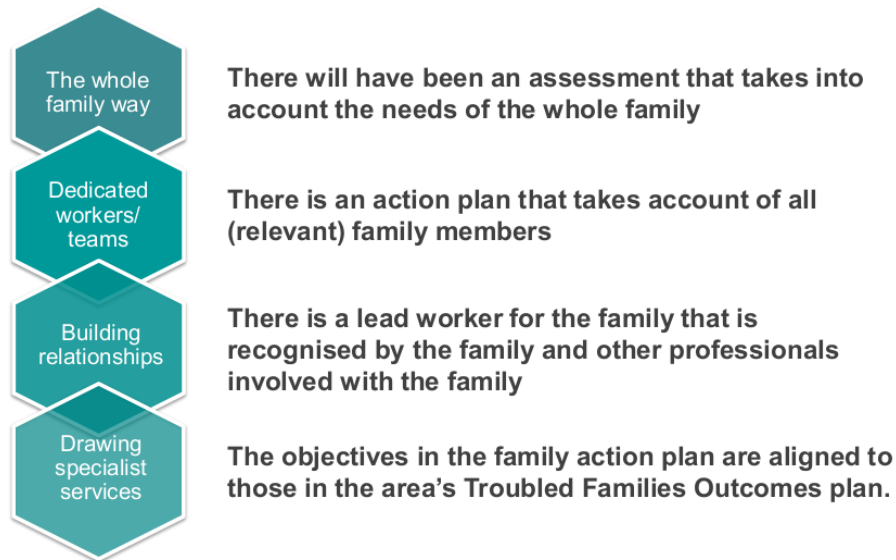 The whole
family way
There will have been an assessment that takes into
account the needs of the whole family
Dedicated
workers/
teams
There is an action plan that takes account of all
(relevant) family members
Building
relationships
There is a lead worker for the family that is
recognised by the family and other professionals
involved with the family
Drawing
specialist
services
The objectives in the family action plan are aligned to
those in the area’s Troubled Families Outcomes plan.